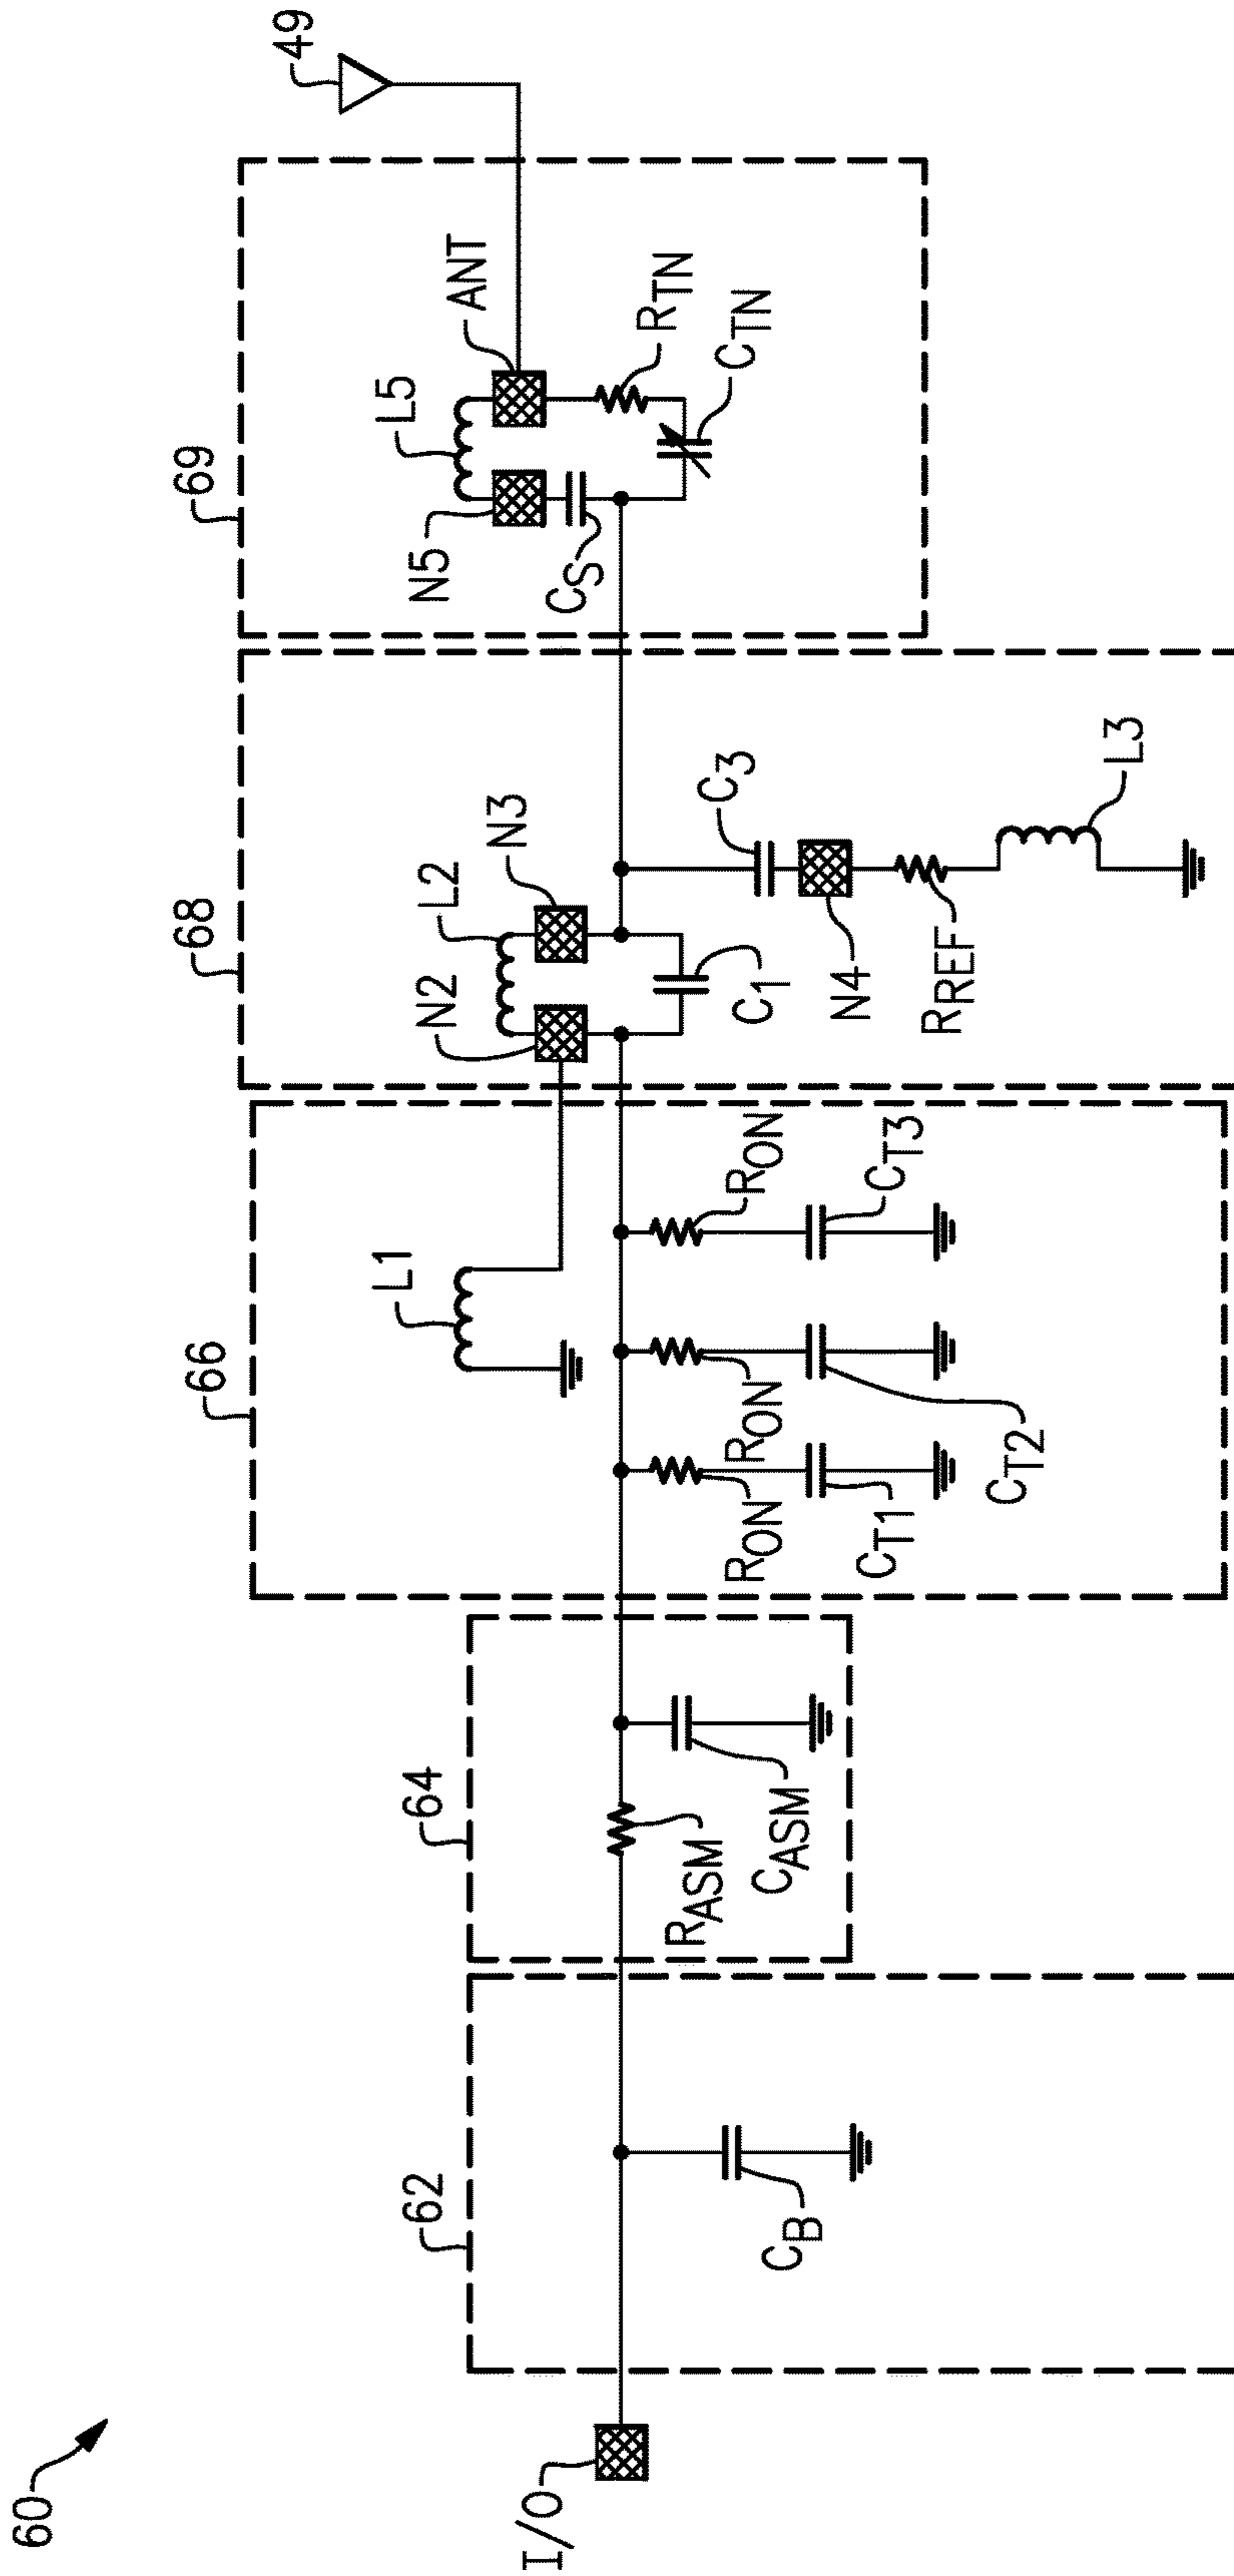 60
I/O
62
C_B
64
R_ASM
C_ASM
66
L1
R_ON
C_T1
R_ON
C_T2
R_ON
C_T3
68
N2
L2
N3
C_1
C_3
N4
R_REF
L3
69
N5
L5
ANT
C_S
R_TN
C_TN
49